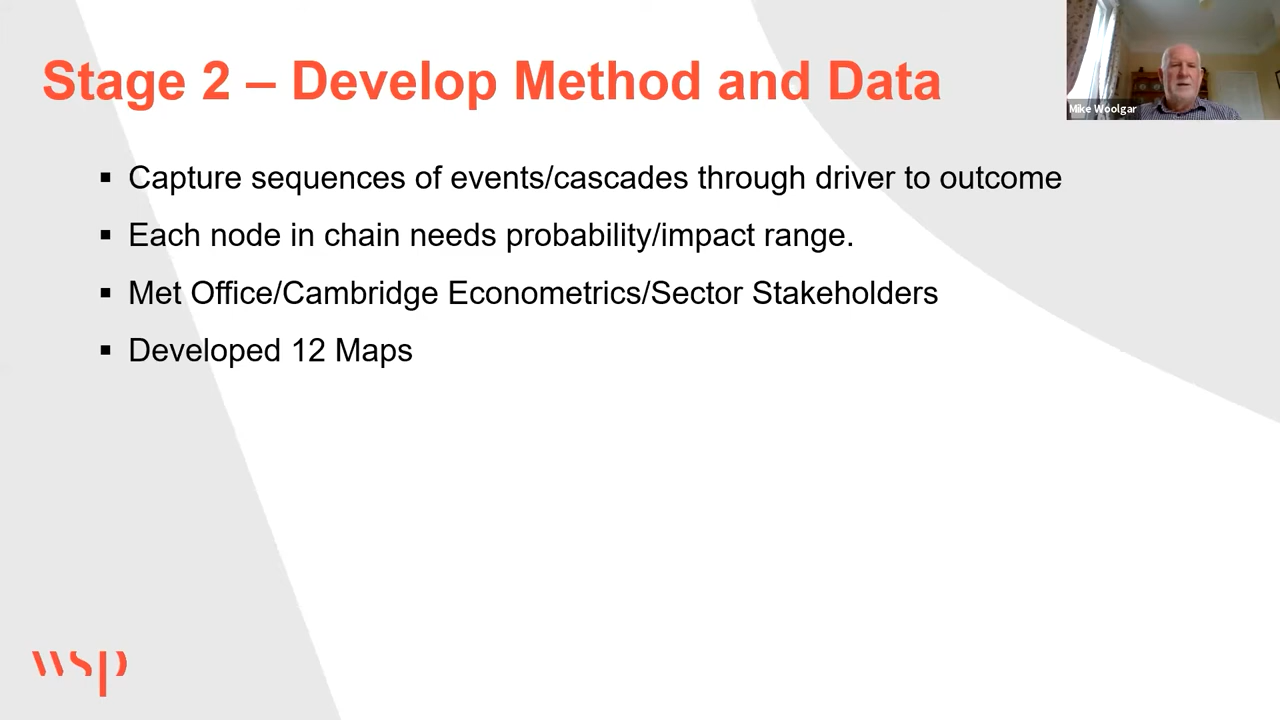 Stage 2 – Develop Method and Data
Mike Woolgar
▪ Capture sequences of events/cascades through driver to outcome
▪ Each node in chain needs probability/impact range.
▪ Met Office/Cambridge Econometrics/Sector Stakeholders
▪ Developed 12 Maps
wsp